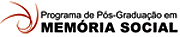 Programa de Pós-Graduação em
MEMÓRIA SOCIAL